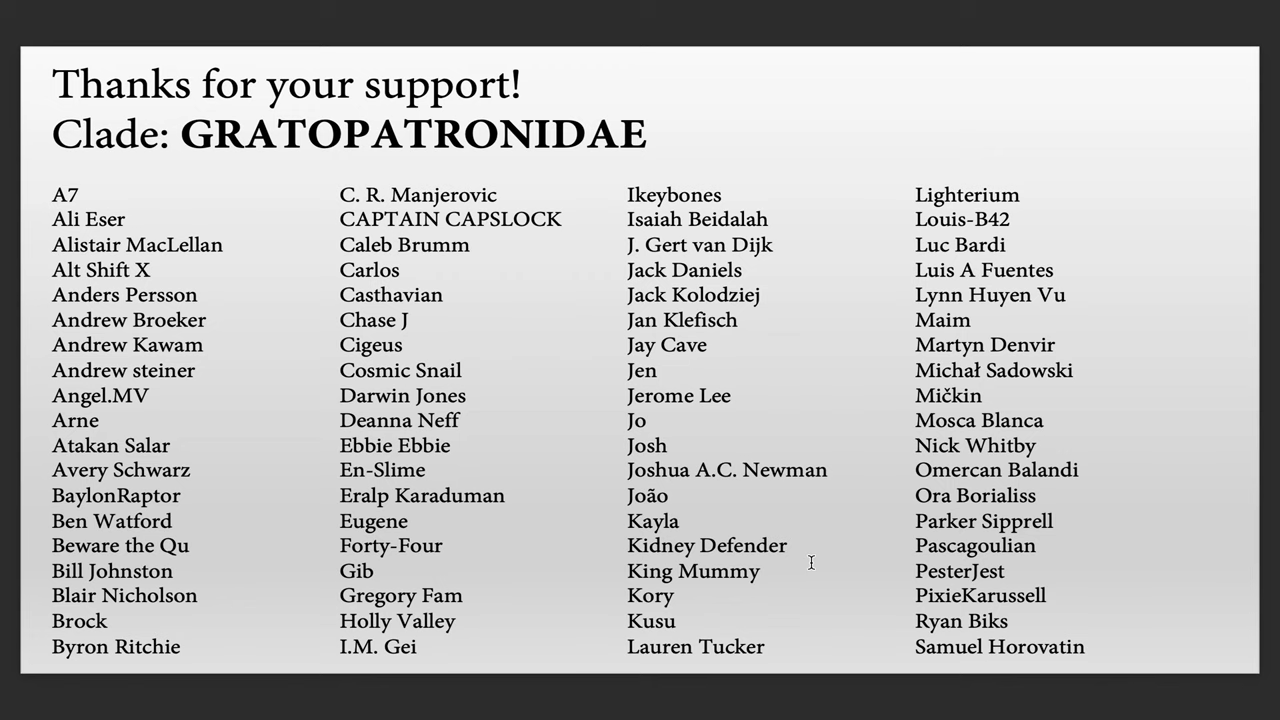 Thanks for your support!
Clade: GRATOPATRONIDAE
A7
Ali Eser
Alistair MacLellan
Alt Shift X
Anders Persson
Andrew Broeker
Andrew Kawam
Andrew steiner
Angel.MV
Arne
Atakan Salar
Avery Schwarz
BaylonRaptor
Ben Watford
Beware the Qu
Bill Johnston
Blair Nicholson
Brock
Byron Ritchie
C. R. Manjerovic
CAPTAIN CAPSLOCK
Caleb Brumm
Carlos
Casthavian
Chase J
Cigeus
Cosmic Snail
Darwin Jones
Deanna Neff
Ebbie Ebbie
En-Slime
Eralp Karaduman
Eugene
Forty-Four
Gib
Gregory Fam
Holly Valley
I.M. Gei
Ikeybones
Isaiah Beidalah
J. Gert van Dijk
Jack Daniels
Jack Kolodziej
Jan Klefisch
Jay Cave
Jen
Jerome Lee
Jo
Josh
Joshua A.C. Newman
João
Kayla
Kidney Defender
King Mummy
Kory
Kusu
Lauren Tucker
Lighterium
Louis-B42
Luc Bardi
Luis A Fuentes
Lynn Huyen Vu
Maim
Martyn Denvir
Michał Sadowski
Mičkin
Mosca Blanca
Nick Whitby
Omercan Balandi
Ora Borialiss
Parker Sipprell
Pascagoulian
PesterJest
PixieKarussell
Ryan Biks
Samuel Horovatin